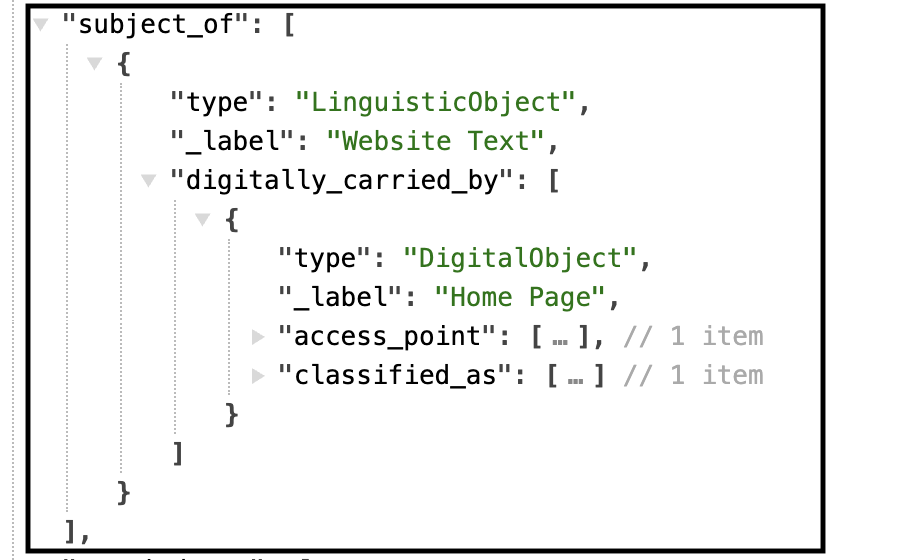 "subject_of": [
{
"type": "LinguisticObject",
"_label": "Website Text",
"digitally_carried_by": [
{
"type": "DigitalObject",
"_label": "Home Page",
"access_point": [ … ], // 1 item
"classified_as": [ … ] // 1 item
}
]
}
],